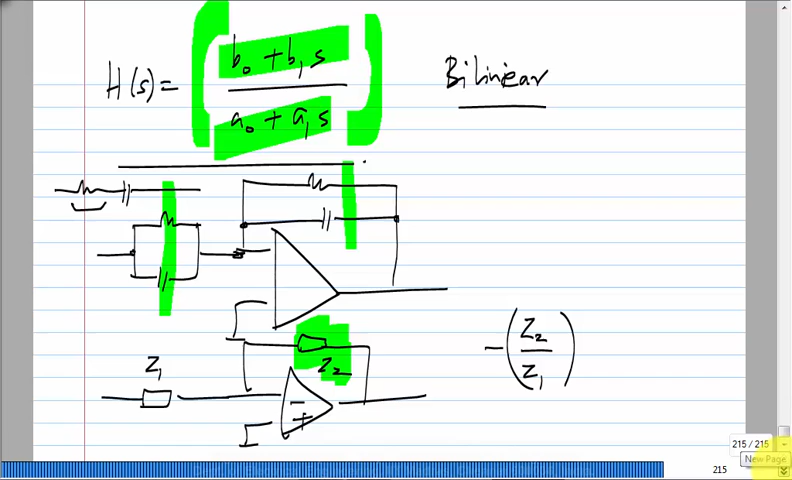 H(s) = ( b₀ + b₁s / a₀ + a₁s ) Bilinear
Z₁
Z₂
- +
-(Z₂ / Z₁)
215 / 215
New Page
215